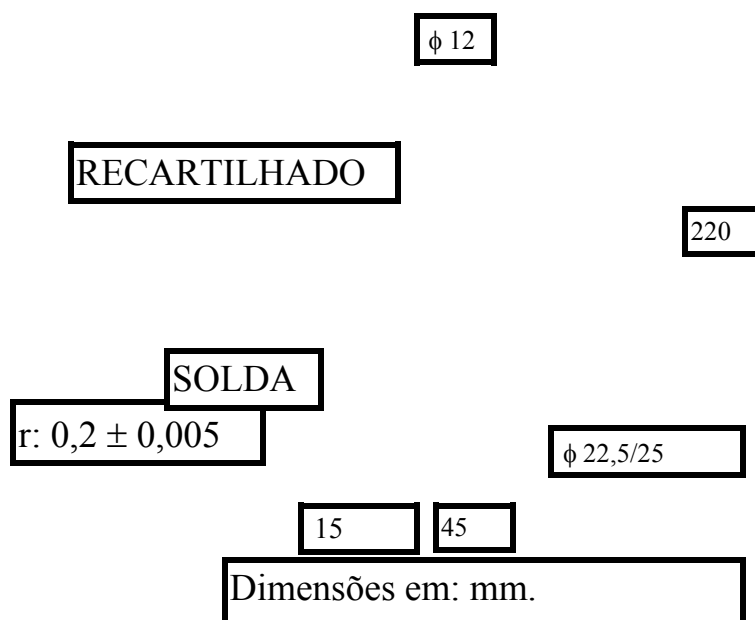 ϕ 12
RECARTILHADO
220
SOLDA
r: 0,2 ± 0,005
ϕ 22,5/25
15
45
Dimensões em: mm.